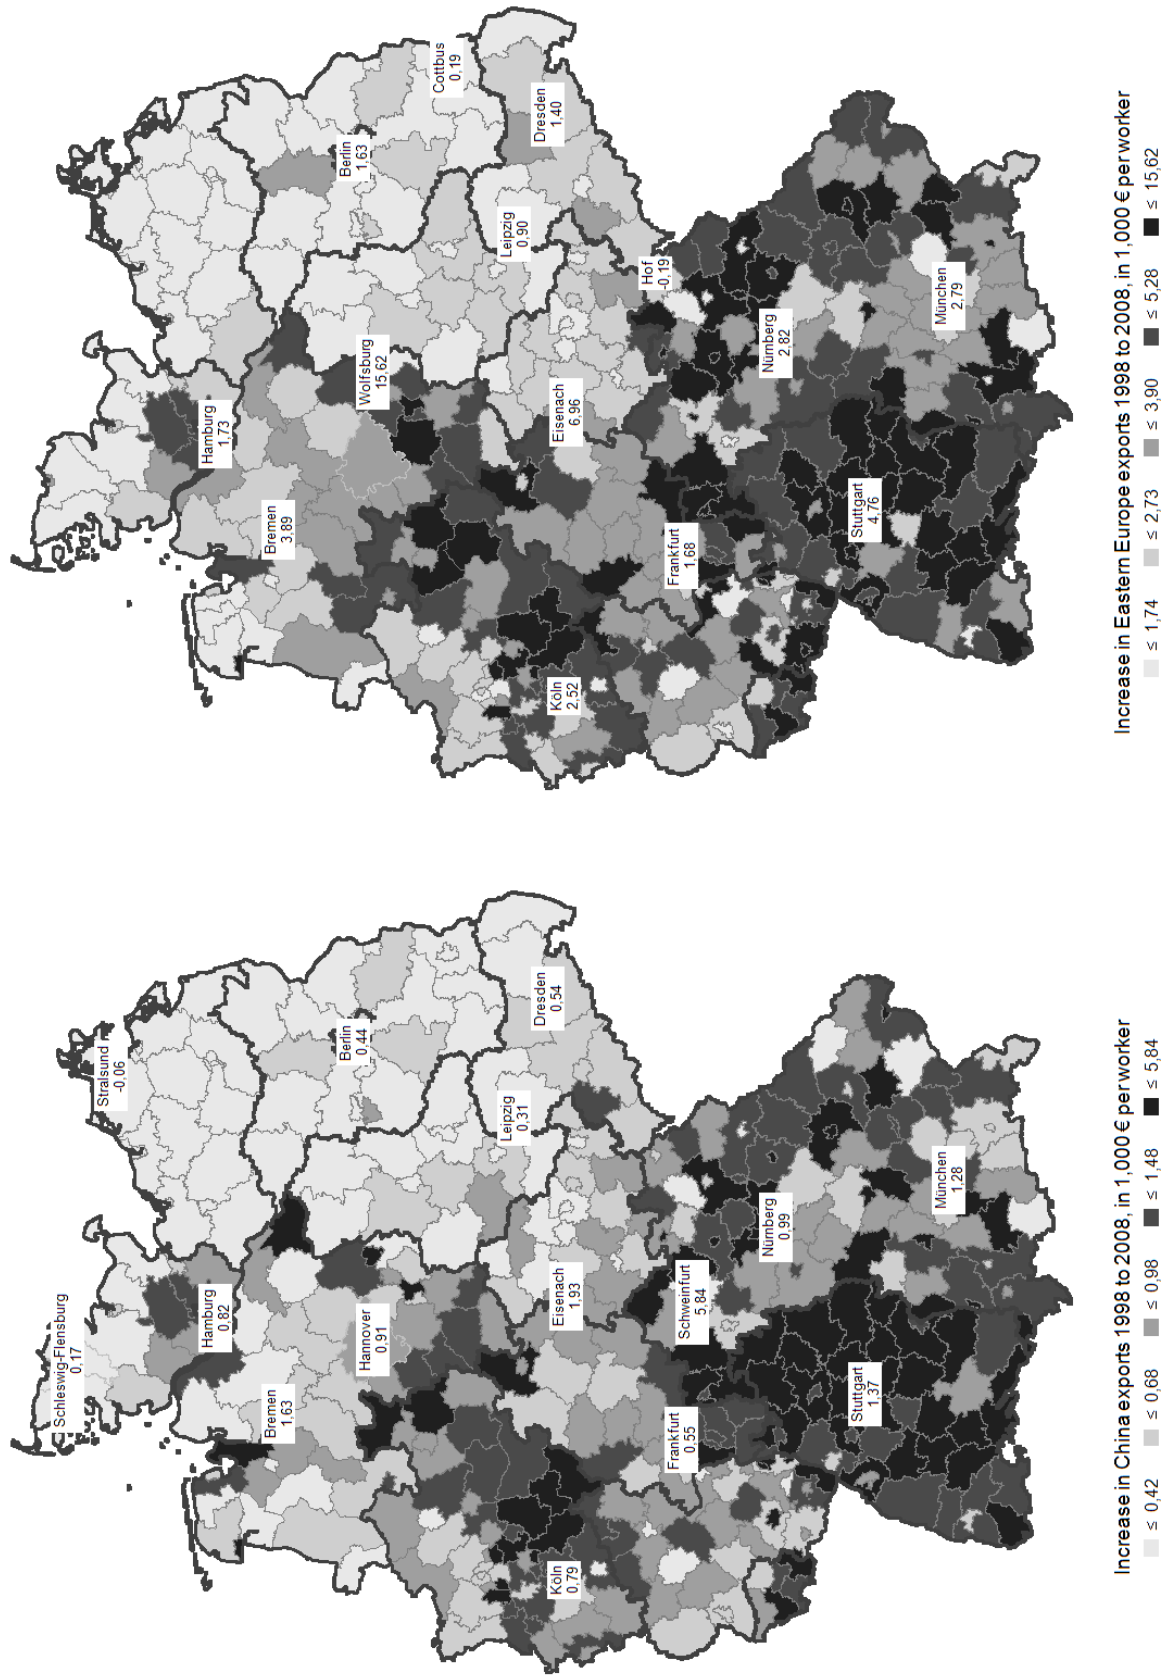 Schleswig-Flensburg
0,17
Stralsund
-0,06
Hamburg
0,82
Bremen
1,63
Hannover
0,91
Berlin
0,44
Leipzig
0,31
Dresden
0,54
Eisenach
1,93
Köln
0,79
Frankfurt
0,55
Schweinfurt
5,84
Nürnberg
0,99
Stuttgart
1,37
München
1,28
Increase in China exports 1998 to 2008, in 1,000 € per worker
≤ 0,42
≤ 0,68
≤ 0,98
≤ 1,48
≤ 5,84
Hamburg
1,73
Bremen
3,89
Wolfsburg
15,62
Berlin
1,63
Cottbus
0,19
Leipzig
0,90
Dresden
1,40
Eisenach
6,96
Köln
2,52
Hof
-0,19
Frankfurt
1,68
Nürnberg
2,82
Stuttgart
4,76
München
2,79
Increase in Eastern Europe exports 1998 to 2008, in 1,000 € per worker
≤ 1,74
≤ 2,73
≤ 3,90
≤ 5,28
≤ 15,62